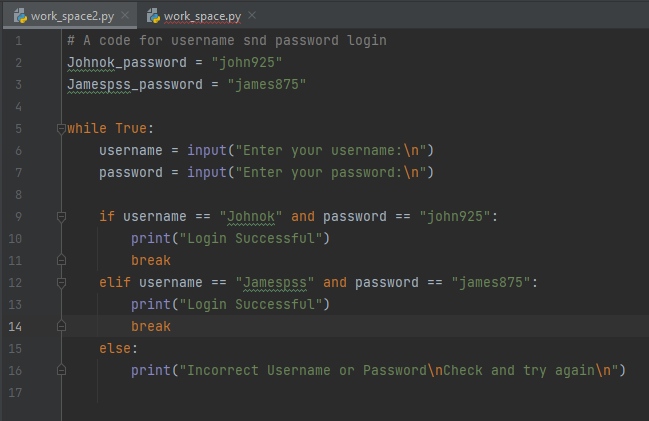 work_space2.py work_space.py
1 # A code for username snd password login
2 Johnok_password = "john925"
3 Jamespss_password = "james875"
4
5 while True:
6 username = input("Enter your username:\n")
7 password = input("Enter your password:\n")
8
9 if username == "Johnok" and password == "john925":
10 print("Login Successful")
11 break
12 elif username == "Jamespss" and password == "james875":
13 print("Login Successful")
14 break
15 else:
16 print("Incorrect Username or Password\nCheck and try again\n")
17